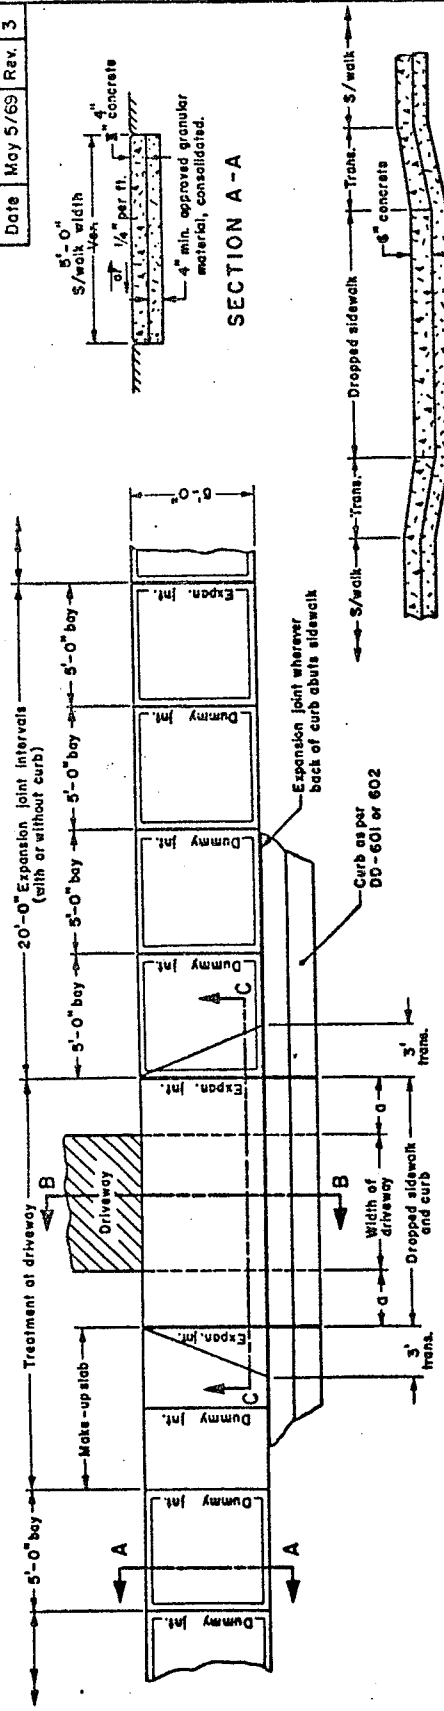 Date May 5/69 Rev. 3
20'-0" Expansion joint intervals
(with or without curb)
Treatment at driveway
5'-0" bay
Make-up slab
5'-0" bay
5'-0" bay
5'-0" bay
5'-0" bay
B
Driveway
A
Dummy jnt.
Dummy jnt.
Dummy jnt.
Expan. jnt.
Expan. jnt.
Dummy jnt.
Dummy jnt.
Dummy jnt.
Expan. jnt.
5'-0"
C
C
A
B
3'
trans.
a
Width of
driveway
a
Dropped sidewalk
and curb
3'
trans.
Expansion joint wherever
back of curb abuts sidewalk
Curb as per
DD-601 or 602
5'-0"
S/walk width
or 1/4" per ft.
4"
concrete
4" min. approved granular
material, consolidated.
SECTION A-A
S/walk
Trans.
Dropped sidewalk
Trans.
S/walk
6" concrete